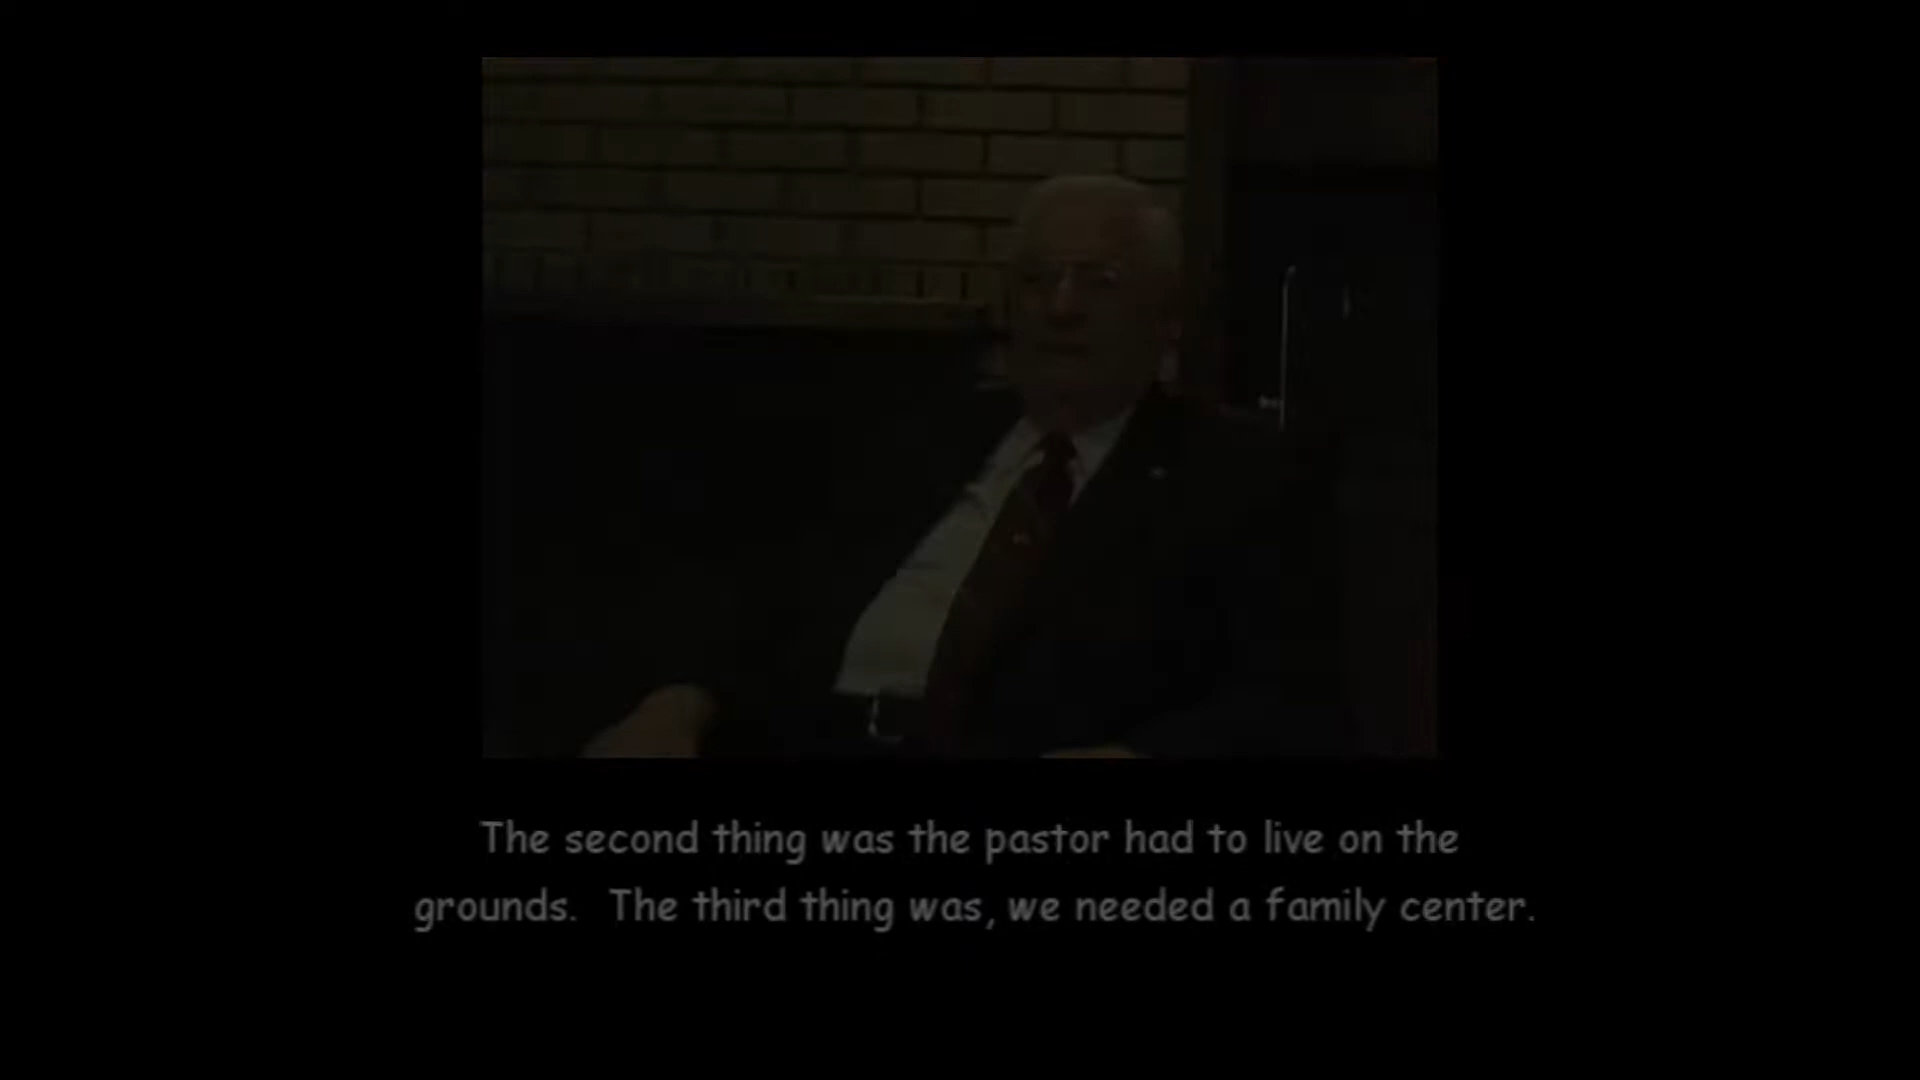 The second thing was the pastor had to live on the
grounds.  The third thing was, we needed a family center.